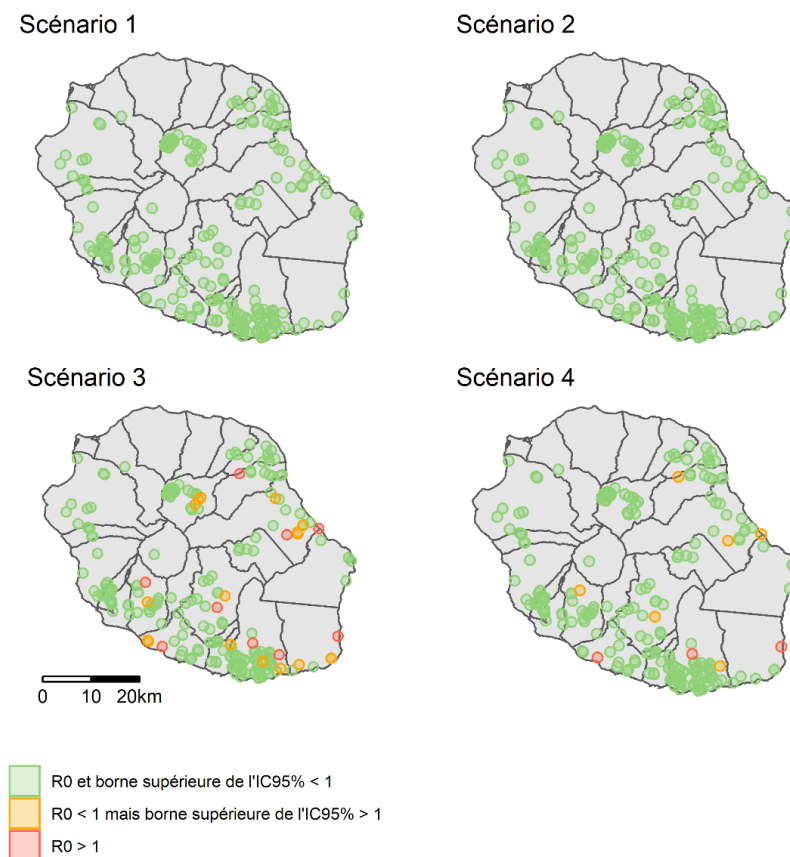 Scénario 1
Scénario 2
Scénario 3
Scénario 4
0 10 20km
R0 et borne supérieure de l'IC95% < 1
R0 < 1 mais borne supérieure de l'IC95% > 1
R0 > 1